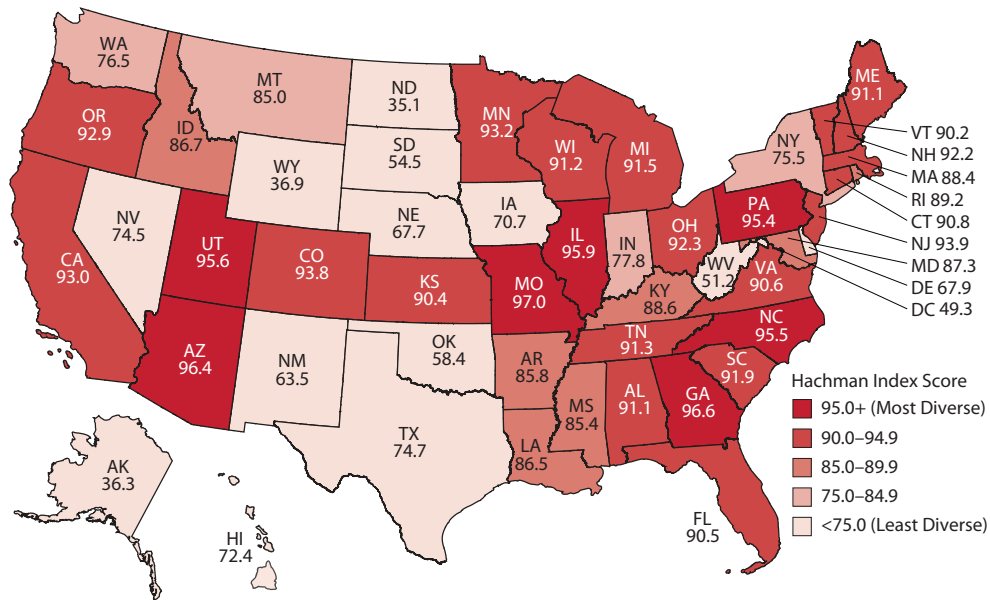 WA
76.5
OR
92.9
CA
93.0
NV
74.5
ID
86.7
MT
85.0
WY
36.9
UT
95.6
AZ
96.4
CO
93.8
NM
63.5
ND
35.1
SD
54.5
NE
67.7
KS
90.4
OK
58.4
TX
74.7
MN
93.2
IA
70.7
MO
97.0
AR
85.8
LA
86.5
WI
91.2
IL
95.9
MI
91.5
IN
77.8
OH
92.3
KY
88.6
TN
91.3
MS
85.4
AL
91.1
GA
96.6
FL
90.5
SC
91.9
NC
95.5
VA
90.6
WV
51.2
PA
95.4
NY
75.5
ME
91.1
VT 90.2
NH 92.2
MA 88.4
RI 89.2
CT 90.8
NJ 93.9
MD 87.3
DE 67.9
DC 49.3
AK
36.3
HI
72.4
Hachman Index Score
95.0+ (Most Diverse)
90.0–94.9
85.0–89.9
75.0–84.9
<75.0 (Least Diverse)